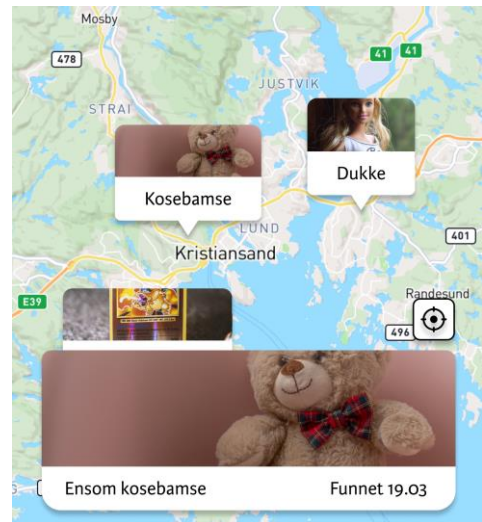 Mosby
478
41
41
JUSTVIK
STRAI
Kosebamse
Dukke
LUND
401
Kristiansand
E39
Randesund
496
Ensom kosebamse
Funnet 19.03